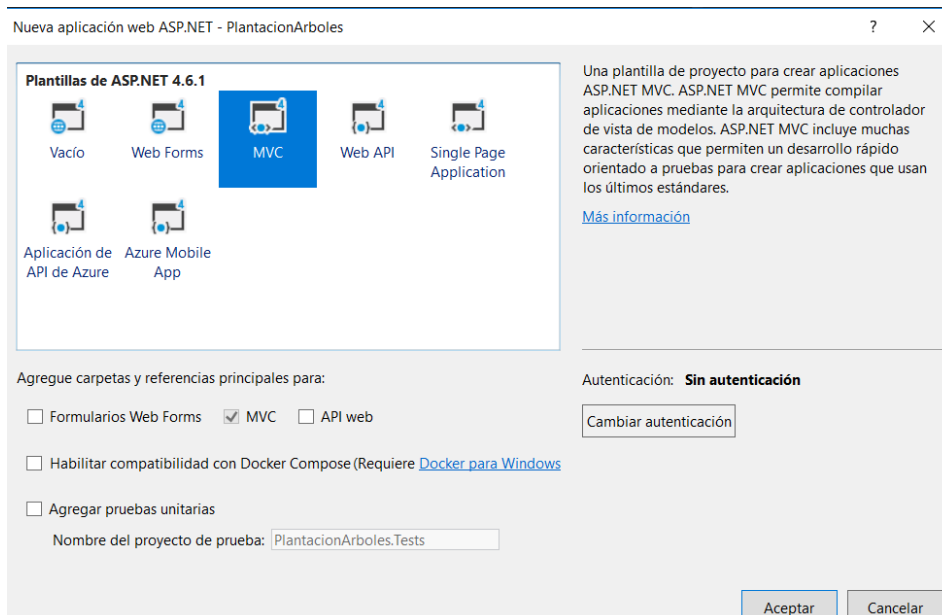 Nueva aplicación web ASP.NET - PlantacionArboles
?
Plantillas de ASP.NET 4.6.1
4 4 4 4 4
Vacío Web Forms MVC Web API Single Page
Application
4 4
Aplicación de Azure Mobile
API de Azure App
Una plantilla de proyecto para crear aplicaciones
ASP.NET MVC. ASP.NET MVC permite compilar
aplicaciones mediante la arquitectura de controlador
de vista de modelos. ASP.NET MVC incluye muchas
características que permiten un desarrollo rápido
orientado a pruebas para crear aplicaciones que usan
los últimos estándares.
Más información
Agregue carpetas y referencias principales para:
Formularios Web Forms MVC API web
Habilitar compatibilidad con Docker Compose (Requiere Docker para Windows
Agregar pruebas unitarias
Nombre del proyecto de prueba: PlantacionArboles.Tests
Autenticación: Sin autenticación
Cambiar autenticación
Aceptar Cancelar